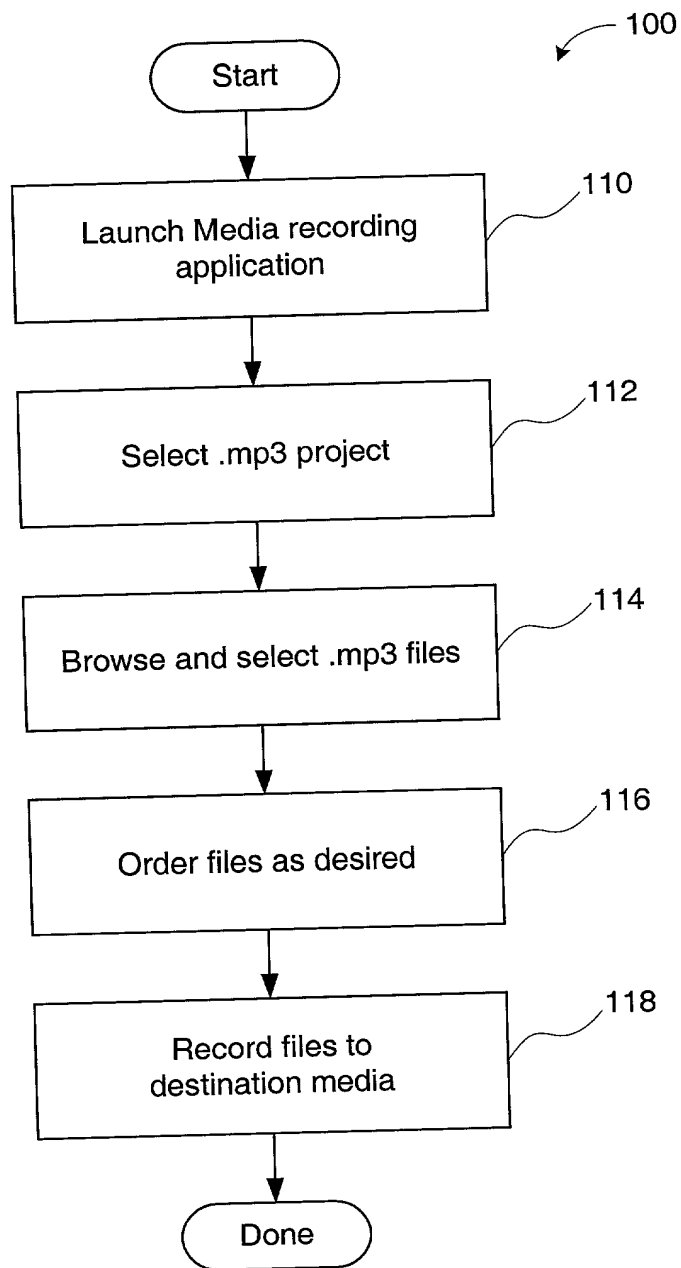 100
Start
110
Launch Media recording
application
112
Select .mp3 project
114
Browse and select .mp3 files
116
Order files as desired
118
Record files to
destination media
Done